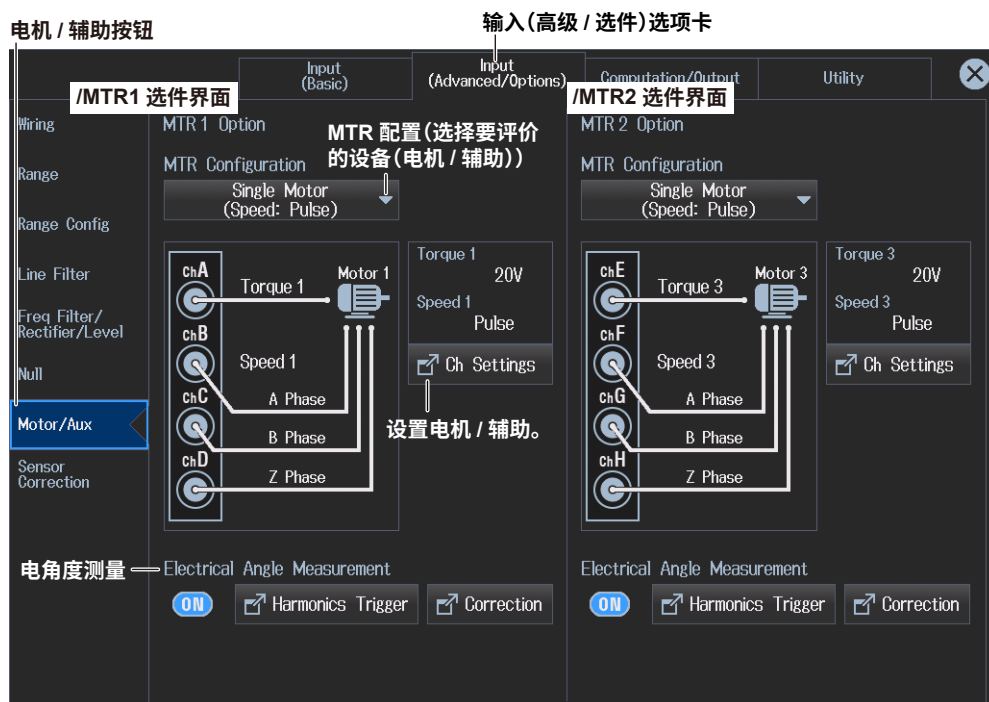 电机 / 辅助按钮
输入（高级 / 选件）选项卡
Input
(Basic)
Input
(Advanced/Options)
Computation/Output
Utility
/MTR1 选件界面
/MTR2 选件界面
Wiring
Range
Range Config
Line Filter
Freq Filter/
Rectifier/Level
Null
Motor/Aux
Sensor
Correction
MTR 1 Option
MTR 配置（选择要评价
的设备（电机 / 辅助））
MTR Configuration
Single Motor
(Speed: Pulse)
chA
Torque 1
Motor 1
chB
Speed 1
chC
A Phase
B Phase
chD
Z Phase
Torque 1
20V
Speed 1
Pulse
Ch Settings
设置电机 / 辅助。
电角度测量
Electrical Angle Measurement
ON
Harmonics Trigger
Correction
MTR 2 Option
MTR Configuration
Single Motor
(Speed: Pulse)
chE
Torque 3
Motor 3
chF
Speed 3
chG
A Phase
B Phase
chH
Z Phase
Torque 3
20V
Speed 3
Pulse
Ch Settings
Electrical Angle Measurement
ON
Harmonics Trigger
Correction